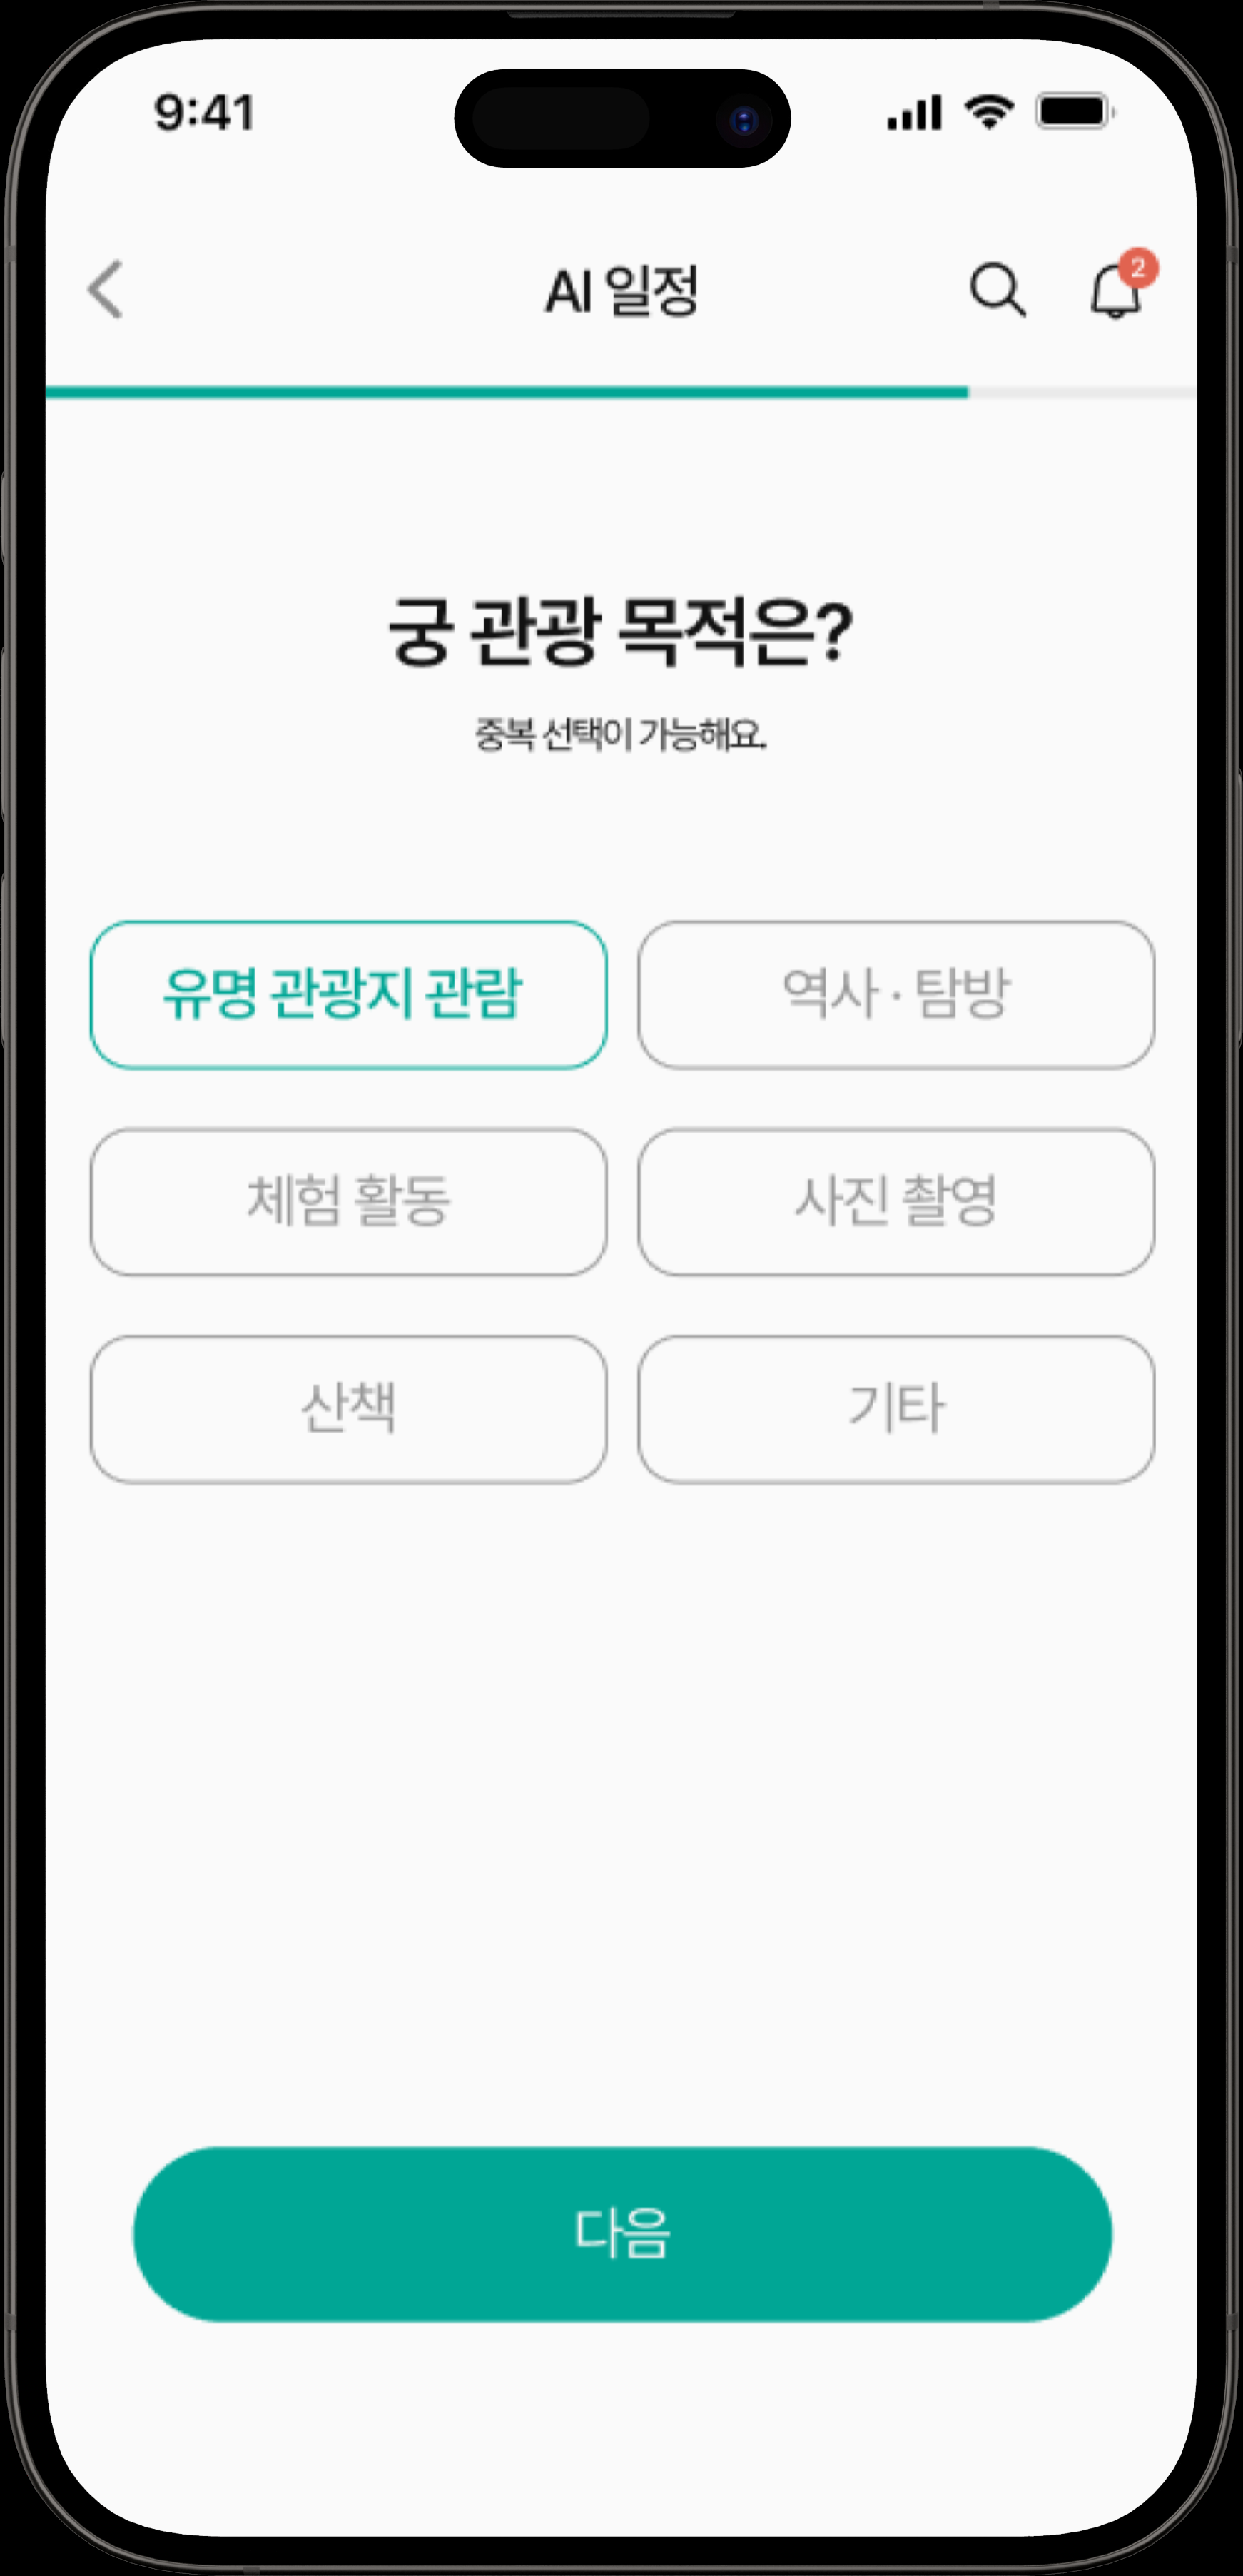 9:41
AI 일정
2
궁 관광 목적은?
중복 선택이 가능해요.
유명 관광지 관람
역사 · 탐방
체험 활동
사진 촬영
산책
기타
다음